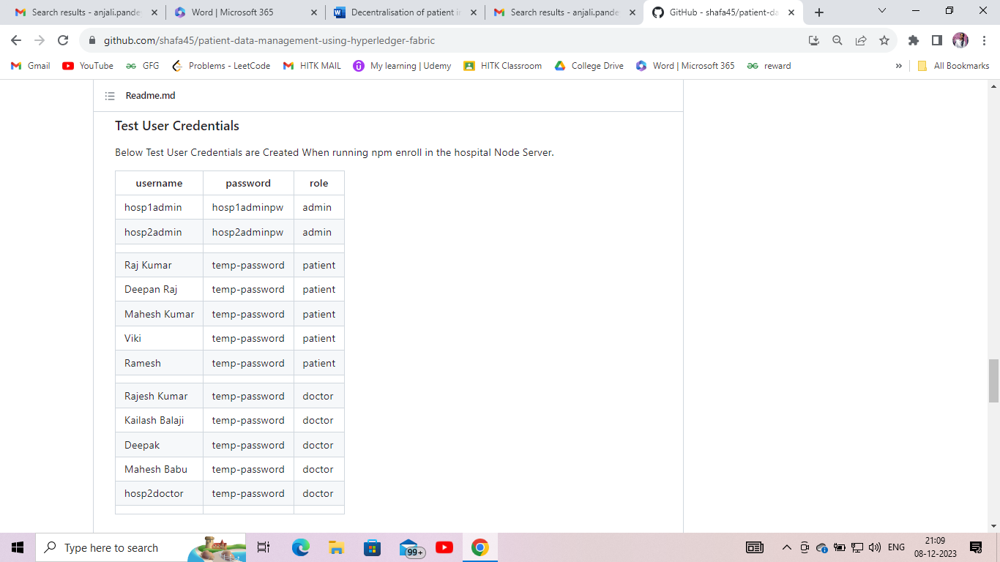 Search results - anjali.pande
Word | Microsoft 365
Decentralisation of patient i
Search results - anjali.pande
GitHub - shafa45/patient-da
github.com/shafa45/patient-data-management-using-hyperledger-fabric
Gmail YouTube GFG Problems - LeetCode HITK MAIL My learning | Udemy HITK Classroom College Drive Word | Microsoft 365 reward » All Bookmarks
Readme.md
Test User Credentials
Below Test User Credentials are Created When running npm enroll in the hospital Node Server.
username password role
hosp1admin hosp1adminpw admin
hosp2admin hosp2adminpw admin
Raj Kumar temp-password patient
Deepan Raj temp-password patient
Mahesh Kumar temp-password patient
Viki temp-password patient
Ramesh temp-password patient
Rajesh Kumar temp-password doctor
Kailash Balaji temp-password doctor
Deepak temp-password doctor
Mahesh Babu temp-password doctor
hosp2doctor temp-password doctor
Type here to search
99+
ENG
21:09
08-12-2023